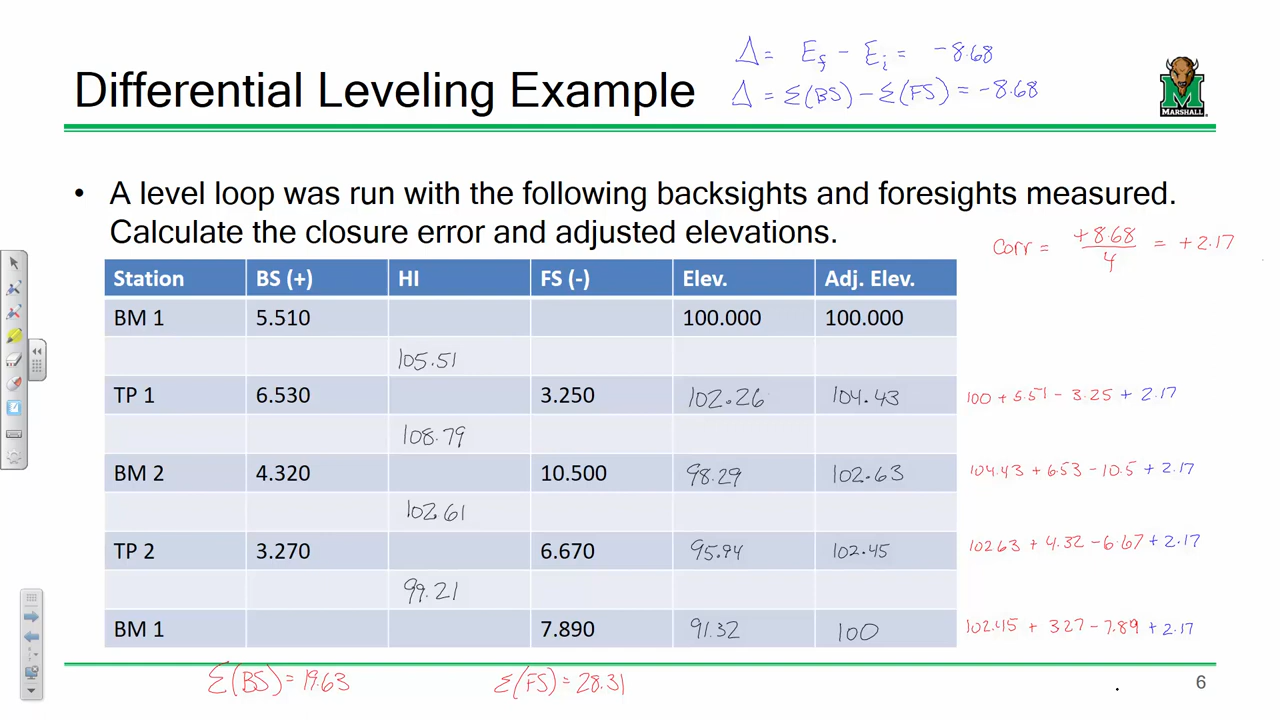 Δ = Ef - Ei = -8.68
Differential Leveling Example
Δ = Σ(BS) - Σ(FS) = -8.68
MARSHALL
• A level loop was run with the following backsights and foresights measured.
Calculate the closure error and adjusted elevations.
Corr = +8.68 / 4 = +2.17
Station BS (+) HI FS (-) Elev. Adj. Elev.
BM 1 5.510 100.000 100.000
105.51
TP 1 6.530 3.250 102.26 104.43 100 + 5.51 - 3.25 + 2.17
108.79
BM 2 4.320 10.500 98.29 102.63 104.43 + 6.53 - 10.5 + 2.17
102.61
TP 2 3.270 6.670 95.94 102.45 102.63 + 4.32 - 6.67 + 2.17
99.21
BM 1 7.890 91.32 100 102.45 + 3.27 - 7.89 + 2.17
Σ(BS) = 19.63 Σ(FS) = 28.31
6